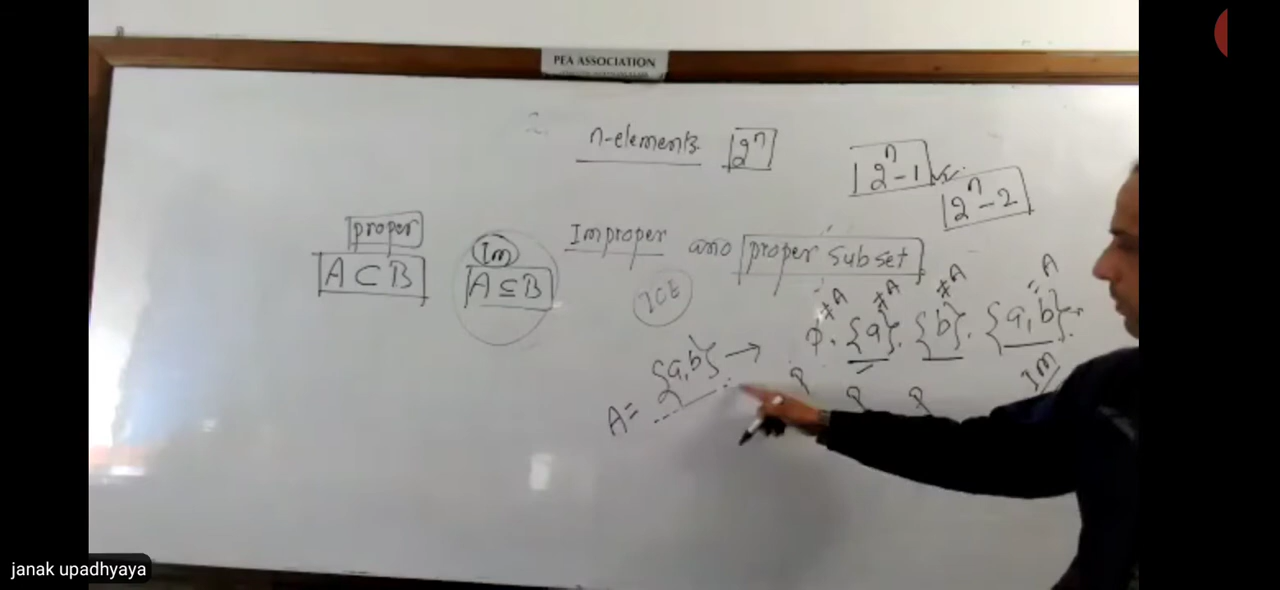 PEA ASSOCIATION
n-elements 2ⁿ
2ⁿ-1
2ⁿ-2
proper
A⊂B
Im
A⊆B
Improper and proper subset
≠A ≠A ≠A =A
φ. {a}. {b}. {a,b}.
A= {a,b} →
P P P Im
janak upadhyaya